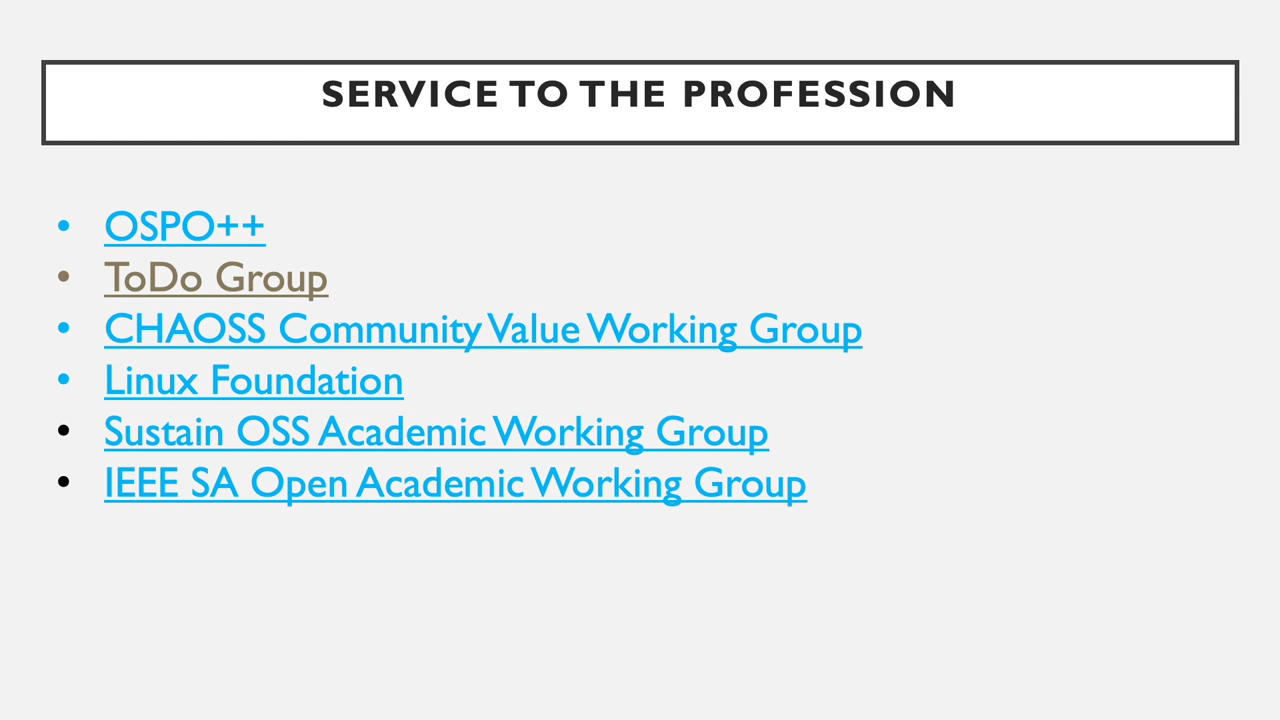 SERVICE TO THE PROFESSION
• OSPO++
• ToDo Group
• CHAOSS Community Value Working Group
• Linux Foundation
• Sustain OSS Academic Working Group
• IEEE SA Open Academic Working Group